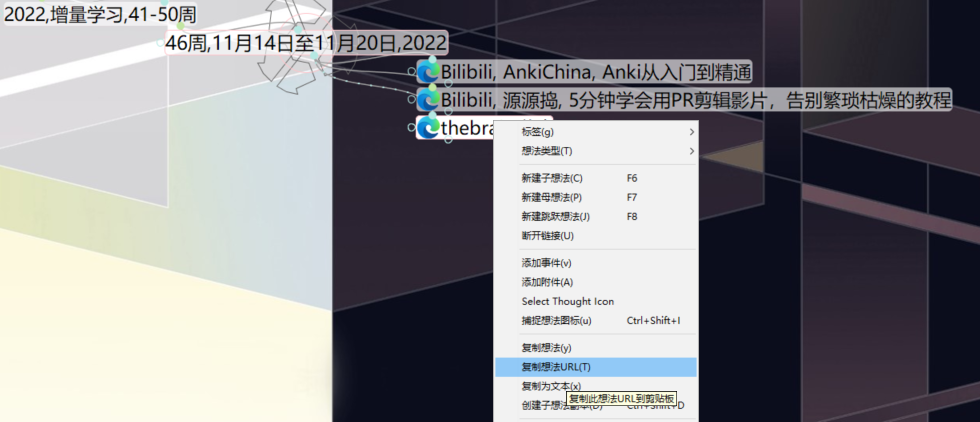 2022,增量学习,41-50周
46周,11月14日至11月20日,2022
Bilibili, AnkiChina, Anki从入门到精通
Bilibili, 源源捣, 5分钟学会用PR剪辑影片，告别繁琐枯燥的教程
thebra
标签(g)
想法类型(T)
新建子想法(C) F6
新建母想法(P) F7
新建跳跃想法(J) F8
断开链接(U)
添加事件(v)
添加附件(A)
Select Thought Icon
捕捉想法图标(u) Ctrl+Shift+I
复制想法(y)
复制想法URL(T)
复制为文本(x)
复制此想法URL到剪贴板
创建子想法副本(D) Ctrl+Shift+D